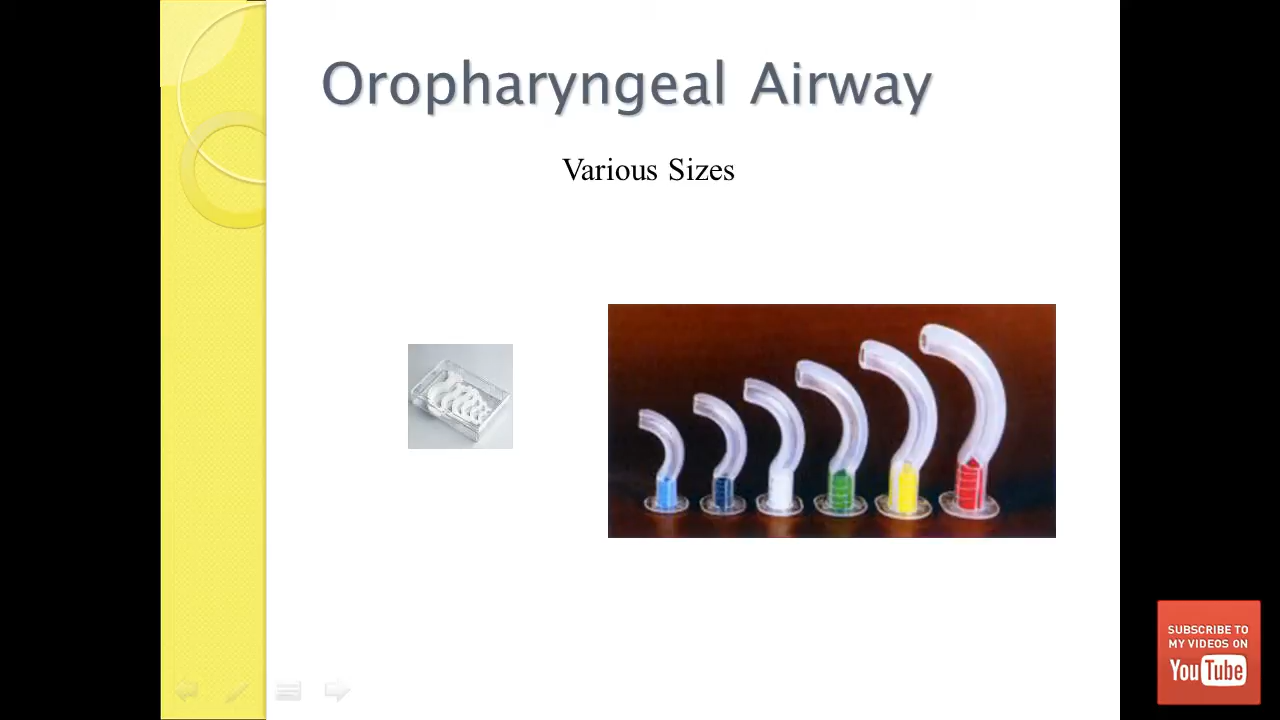 Oropharyngeal Airway
Various Sizes
SUBSCRIBE TO
MY VIDEOS ON
YouTube